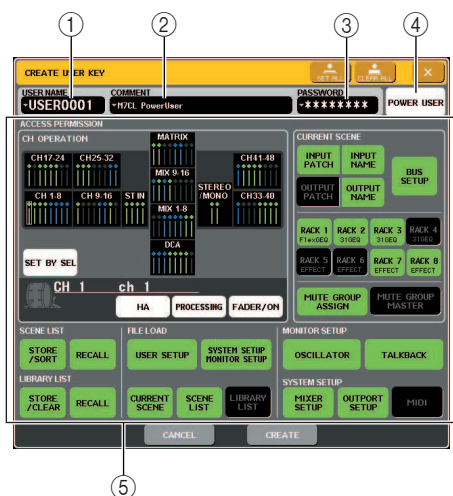 ① ② ③ ④
CREATE USER KEY
SET ALL CLEAR ALL ×
USER NAME COMMENT PASSWORD
USER0001 M7CL PowerUser ******** POWER USER
ACCESS PERMISSION
CH OPERATION
MATRIX
CH17-24 CH25-32 CH41-48
MIX 9-16
CH 1-8 CH 9-16 ST IN STEREO/MONO CH33-40
MIX 1-8
DCA
SET BY SEL
CH 1 ch 1
HA PROCESSING FADER/ON
CURRENT SCENE
INPUT PATCH INPUT NAME BUS SETUP
OUTPUT PATCH OUTPUT NAME
RACK 1 FlexGEQ RACK 2 31GEQ RACK 3 31GEQ RACK 4 31GEQ
RACK 5 EFFECT RACK 6 EFFECT RACK 7 EFFECT RACK 8 EFFECT
MUTE GROUP ASSIGN MUTE GROUP MASTER
SCENE LIST FILE LOAD MONITOR SETUP
STORE/SORT RECALL USER SETUP SYSTEM SETUP MONITOR SETUP OSCILLATOR TALKBACK
LIBRARY LIST SYSTEM SETUP
STORE/CLEAR RECALL CURRENT SCENE SCENE LIST LIBRARY LIST MIXER SETUP OUTPORT SETUP MIDI
CANCEL CREATE
⑤